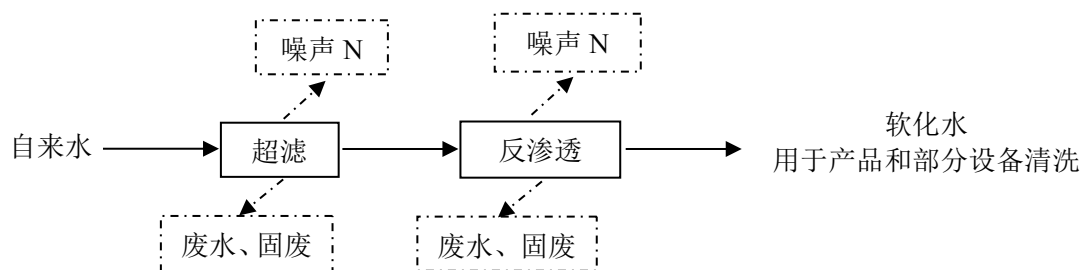 噪声 N
噪声 N
自来水
超滤
反渗透
软化水
用于产品和部分设备清洗
废水、固废
废水、固废